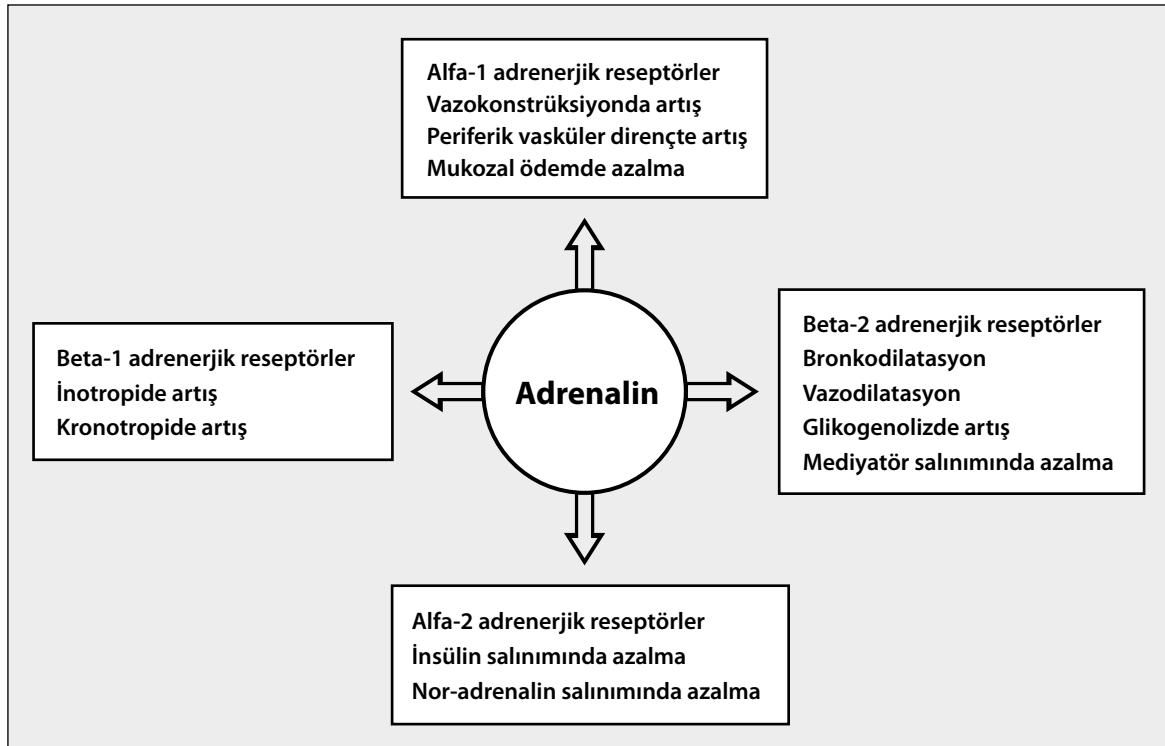 Alfa-1 adrenerjik reseptörler
Vazokonstrüksiyonda artış
Periferik vasküler dirençte artış
Mukozal ödemde azalma
Beta-1 adrenerjik reseptörler
İnotropide artış
Kronotropide artış
Adrenalin
Beta-2 adrenerjik reseptörler
Bronkodilatasyon
Vazodilatasyon
Glikogenolizde artış
Mediyatör salınımında azalma
Alfa-2 adrenerjik reseptörler
İnsülin salınımında azalma
Nor-adrenalin salınımında azalma